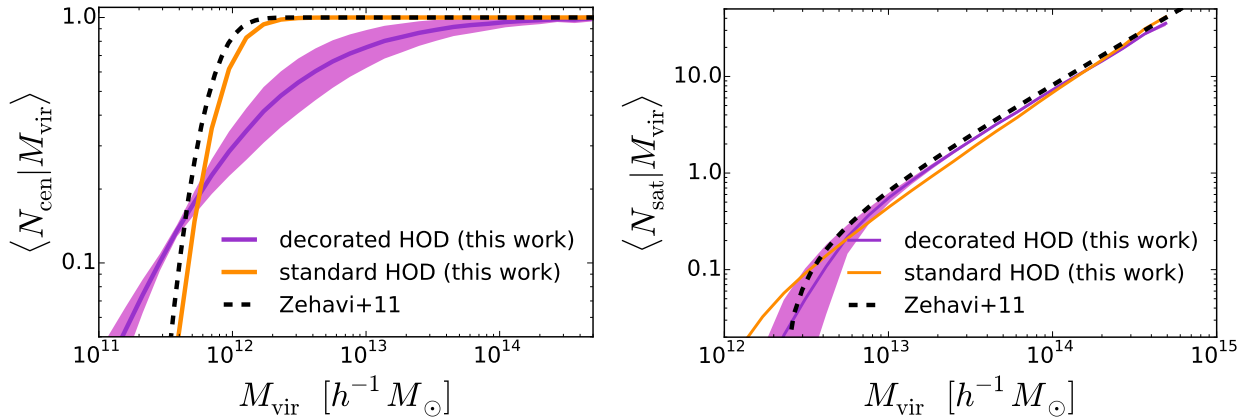 1.0
0.1
⟨N_cen|M_vir⟩
decorated HOD (this work)
standard HOD (this work)
Zehavi+11
10^11 10^12 10^13 10^14
M_vir [h^−1 M_⊙]
10.0
1.0
0.1
⟨N_sat|M_vir⟩
decorated HOD (this work)
standard HOD (this work)
Zehavi+11
10^12 10^13 10^14 10^15
M_vir [h^−1 M_⊙]